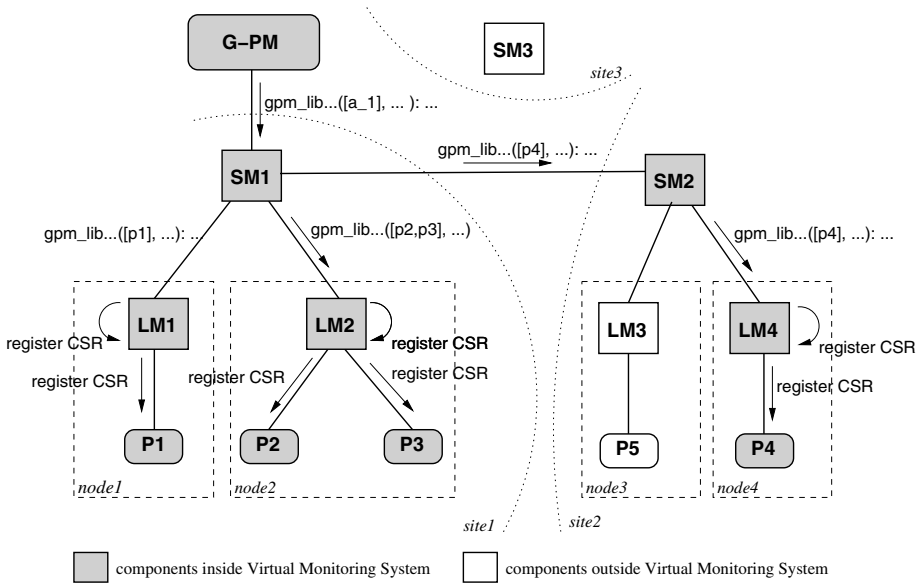 G-PM
SM3
site3
gpm_lib...([a_1], ... ): ...
gpm_lib...([p4], ...): ...
SM1
SM2
gpm_lib...([p1], ...): ...
gpm_lib...([p2,p3], ...)
gpm_lib...([p4], ...): ...
LM1
LM2
LM3
LM4
register CSR
register CSR
register CSR
register CSR
register CSR
register CSR
register CSR
P1
P2
P3
P5
P4
node1
node2
node3
node4
site1
site2
components inside Virtual Monitoring System
components outside Virtual Monitoring System